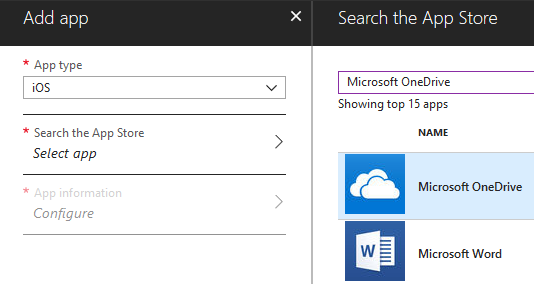 Add app
×
* App type
iOS
* Search the App Store
Select app
* App information
Configure
Search the App Store
Microsoft OneDrive
Showing top 15 apps
NAME
Microsoft OneDrive
W
Microsoft Word